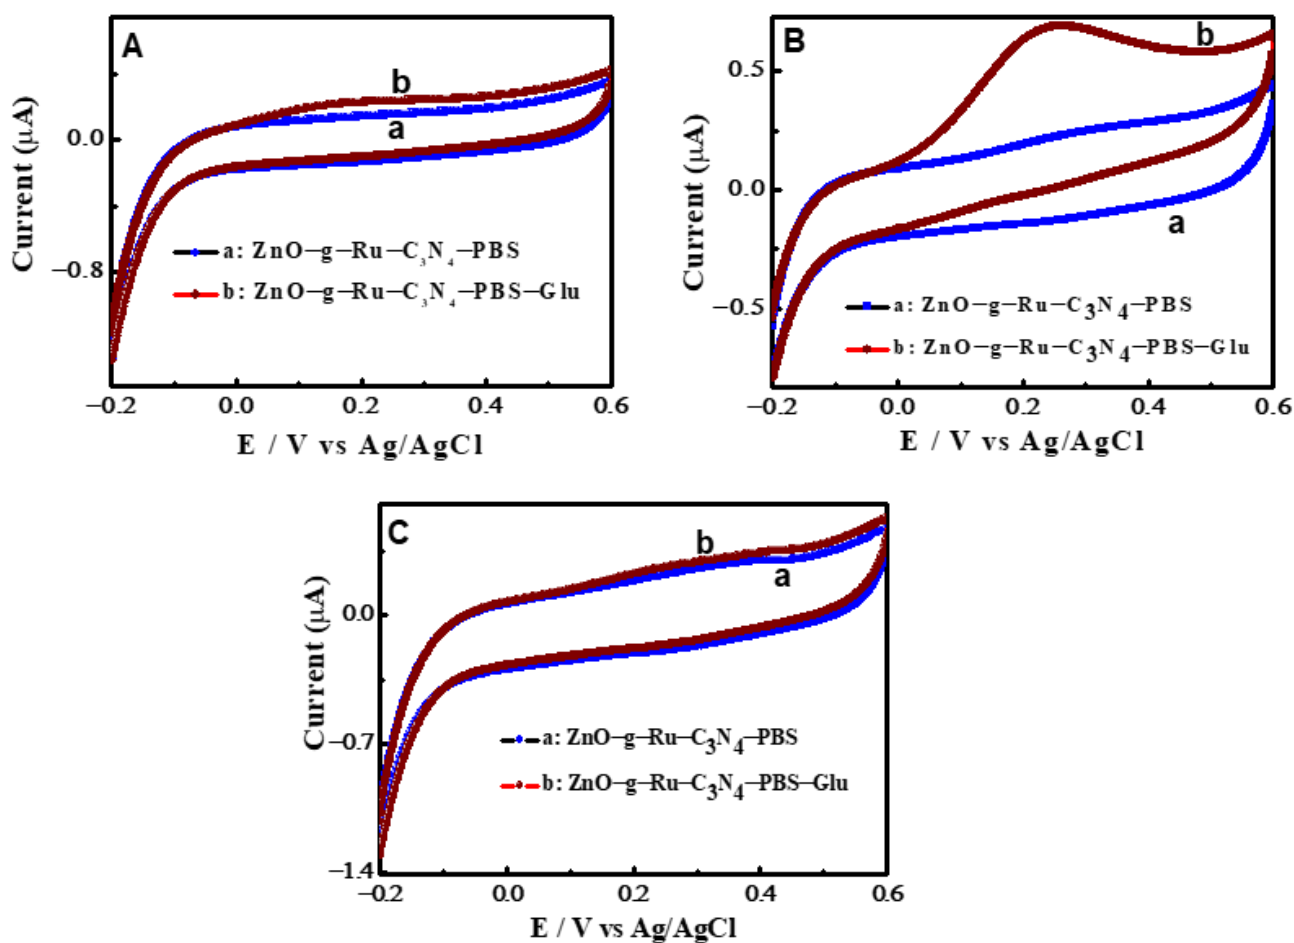 A
b
a
Current (µA)
0.0
−0.8
a: ZnO−g−Ru−C₃N₄−PBS
b: ZnO−g−Ru−C₃N₄−PBS−Glu
−0.2 0.0 0.2 0.4 0.6
E / V vs Ag/AgCl
B
b
a
Current (µA)
0.5
0.0
−0.5
a: ZnO−g−Ru−C₃N₄−PBS
b: ZnO−g−Ru−C₃N₄−PBS−Glu
−0.2 0.0 0.2 0.4 0.6
E / V vs Ag/AgCl
C
b
a
Current (µA)
0.0
−0.7
−1.4
a: ZnO−g−Ru−C₃N₄−PBS
b: ZnO−g−Ru−C₃N₄−PBS−Glu
−0.2 0.0 0.2 0.4 0.6
E / V vs Ag/AgCl